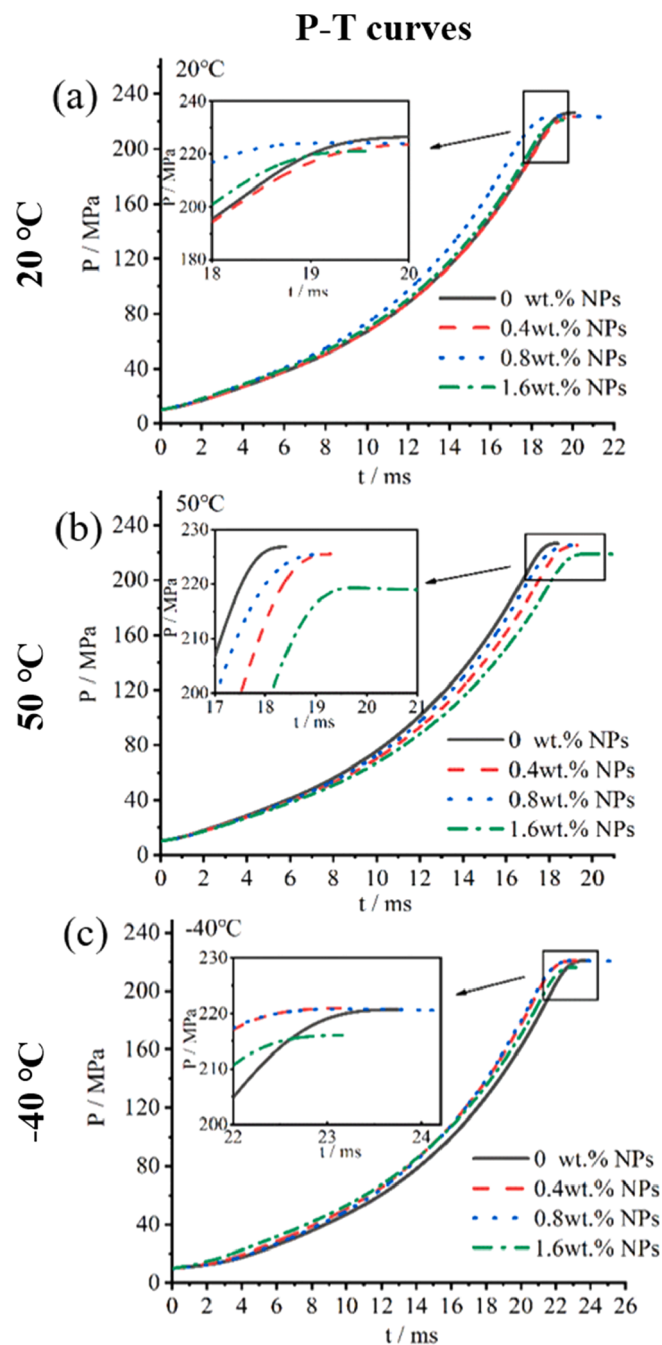 P-T curves
20 °C
(a)
20°C
P / MPa
240
200
160
120
80
40
0
0 2 4 6 8 10 12 14 16 18 20 22
t / ms
P / MPa
240
220
200
180
18 19 20
t / ms
0 wt.% NPs
0.4wt.% NPs
0.8wt.% NPs
1.6wt.% NPs
50 °C
(b)
50°C
P / MPa
240
200
160
120
80
40
0
0 2 4 6 8 10 12 14 16 18 20
t / ms
P / MPa
230
220
210
200
17 18 19 20 21
t / ms
0 wt.% NPs
0.4wt.% NPs
0.8wt.% NPs
1.6wt.% NPs
-40 °C
(c)
-40°C
P / MPa
240
200
160
120
80
40
0
0 2 4 6 8 10 12 14 16 18 20 22 24 26
t / ms
P / MPa
230
220
210
200
22 23 24
t / ms
0 wt.% NPs
0.4wt.% NPs
0.8wt.% NPs
1.6wt.% NPs